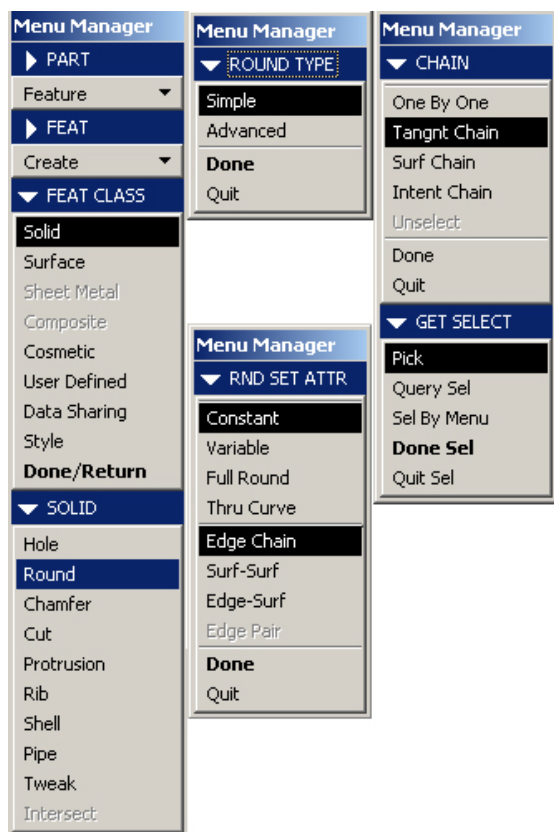 Menu Manager
PART
Feature
FEAT
Create
FEAT CLASS
Solid
Surface
Sheet Metal
Composite
Cosmetic
User Defined
Data Sharing
Style
Done/Return
SOLID
Hole
Round
Chamfer
Cut
Protrusion
Rib
Shell
Pipe
Tweak
Intersect
Menu Manager
ROUND TYPE
Simple
Advanced
Done
Quit
Menu Manager
RND SET ATTR
Constant
Variable
Full Round
Thru Curve
Edge Chain
Surf-Surf
Edge-Surf
Edge Pair
Done
Quit
Menu Manager
CHAIN
One By One
Tangnt Chain
Surf Chain
Intent Chain
Unselect
Done
Quit
GET SELECT
Pick
Query Sel
Sel By Menu
Done Sel
Quit Sel